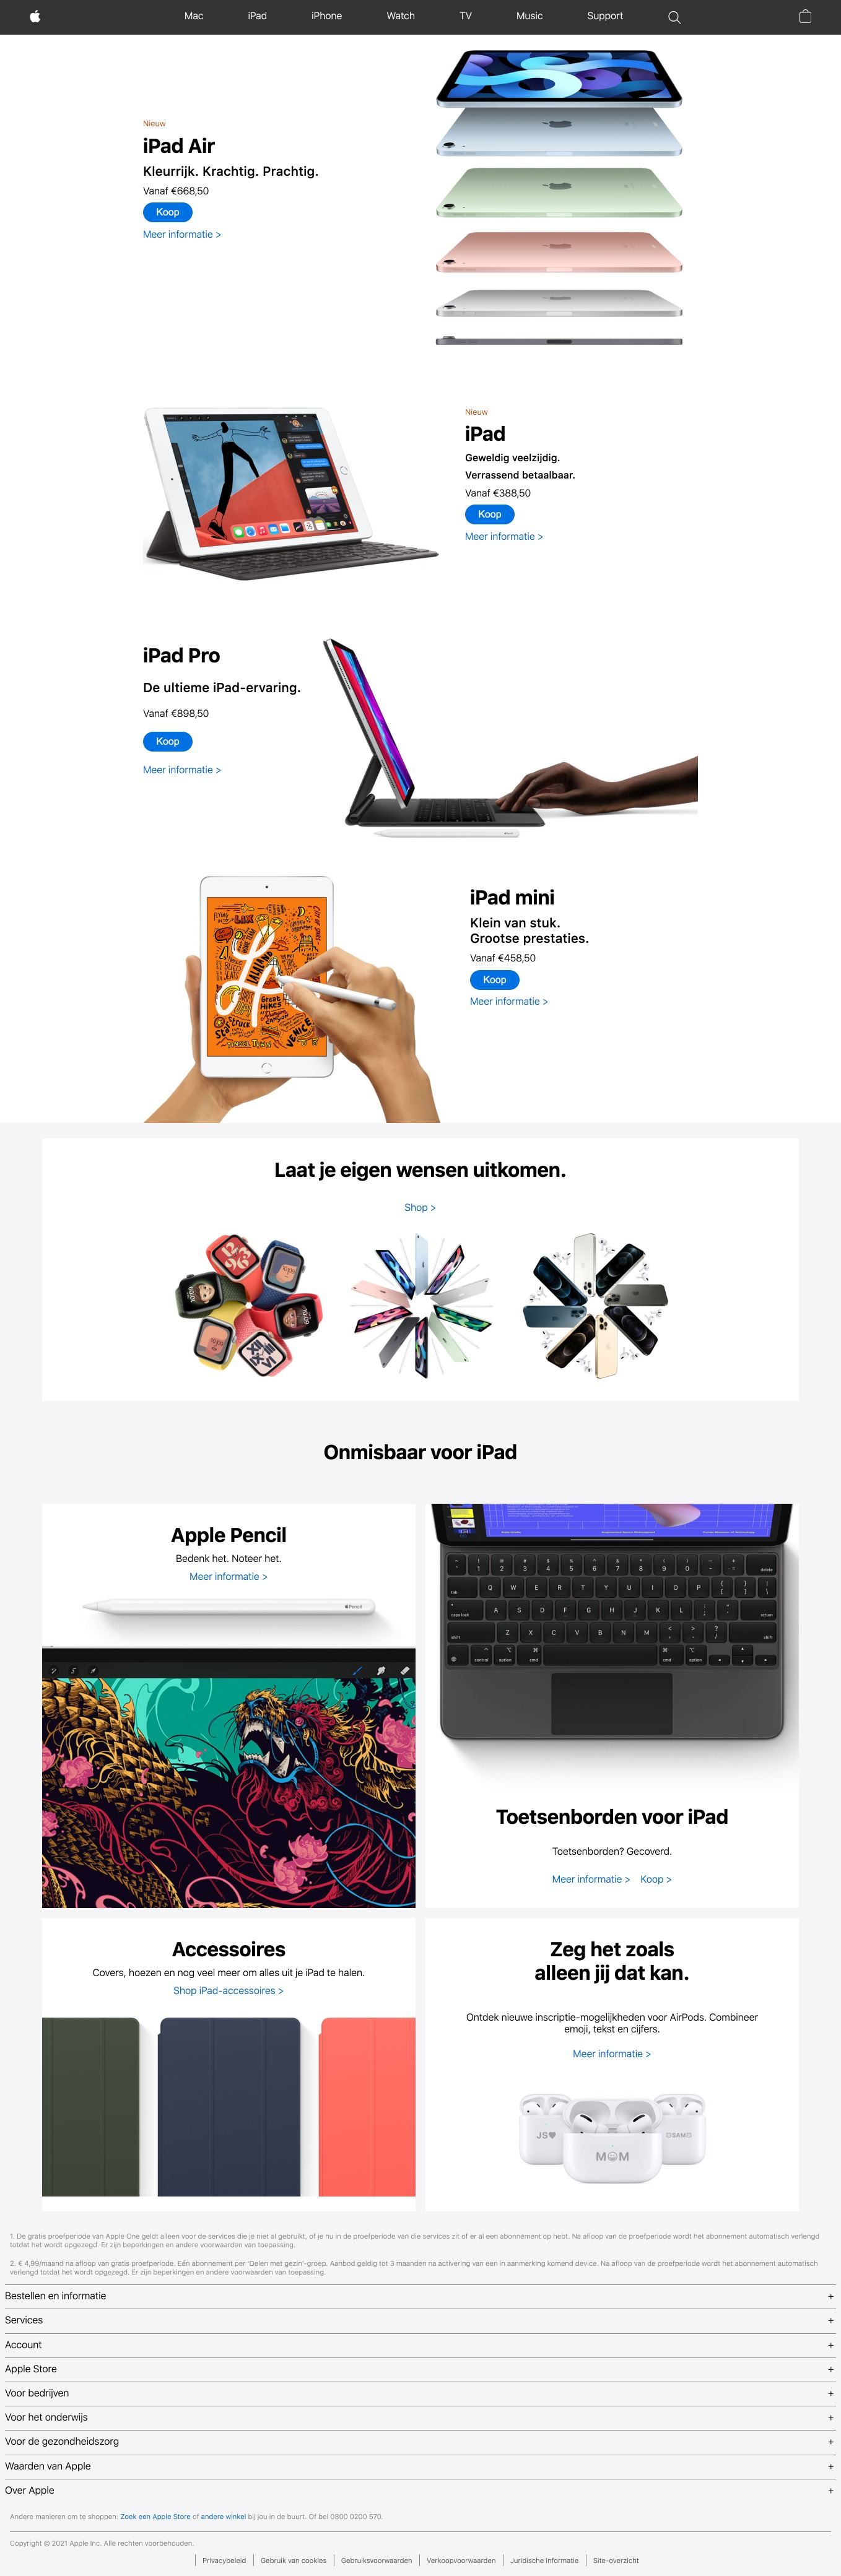 Mac iPad iPhone Watch TV Music Support
Nieuw
iPad Air
Kleurrijk. Krachtig. Prachtig.
Vanaf €668,50
Koop
Meer informatie >
Nieuw
iPad
Geweldig veelzijdig.
Verrassend betaalbaar.
Vanaf €388,50
Koop
Meer informatie >
iPad Pro
De ultieme iPad-ervaring.
Vanaf €898,50
Koop
Meer informatie >
iPad mini
Klein van stuk.
Grootse prestaties.
Vanaf €458,50
Koop
Meer informatie >
Laat je eigen wensen uitkomen.
Shop >
Onmisbaar voor iPad
Apple Pencil
Bedenk het. Noteer het.
Meer informatie >
Pencil
Toetsenborden voor iPad
Toetsenborden? Gecoverd.
Meer informatie > Koop >
Accessoires
Covers, hoezen en nog veel meer om alles uit je iPad te halen.
Shop iPad-accessoires >
Zeg het zoals
alleen jij dat kan.
Ontdek nieuwe inscriptie-mogelijkheden voor AirPods. Combineer
emoji, tekst en cijfers.
Meer informatie >
1. De gratis proefperiode van Apple One geldt alleen voor de services die je niet al gebruikt, of je nu in de proefperiode van die services zit of er al een abonnement op hebt. Na afloop van de proefperiode wordt het abonnement automatisch verlengd
totdat het wordt opgezegd. Er zijn beperkingen en andere voorwaarden van toepassing.
2. € 4,99/maand na afloop van gratis proefperiode. Eén abonnement per 'Delen met gezin'-groep. Aanbod geldig tot 3 maanden na activering van een in aanmerking komend device. Na afloop van de proefperiode wordt het abonnement automatisch
verlengd totdat het wordt opgezegd. Er zijn beperkingen en andere voorwaarden van toepassing.
Bestellen en informatie +
Services +
Account +
Apple Store +
Voor bedrijven +
Voor het onderwijs +
Voor de gezondheidszorg +
Waarden van Apple +
Over Apple +
Andere manieren om te shoppen: Zoek een Apple Store of andere winkel bij jou in de buurt. Of bel 0800 0200 570.
Copyright © 2021 Apple Inc. Alle rechten voorbehouden.
Privacybeleid | Gebruik van cookies | Gebruiksvoorwaarden | Verkoopvoorwaarden | Juridische informatie | Site-overzicht